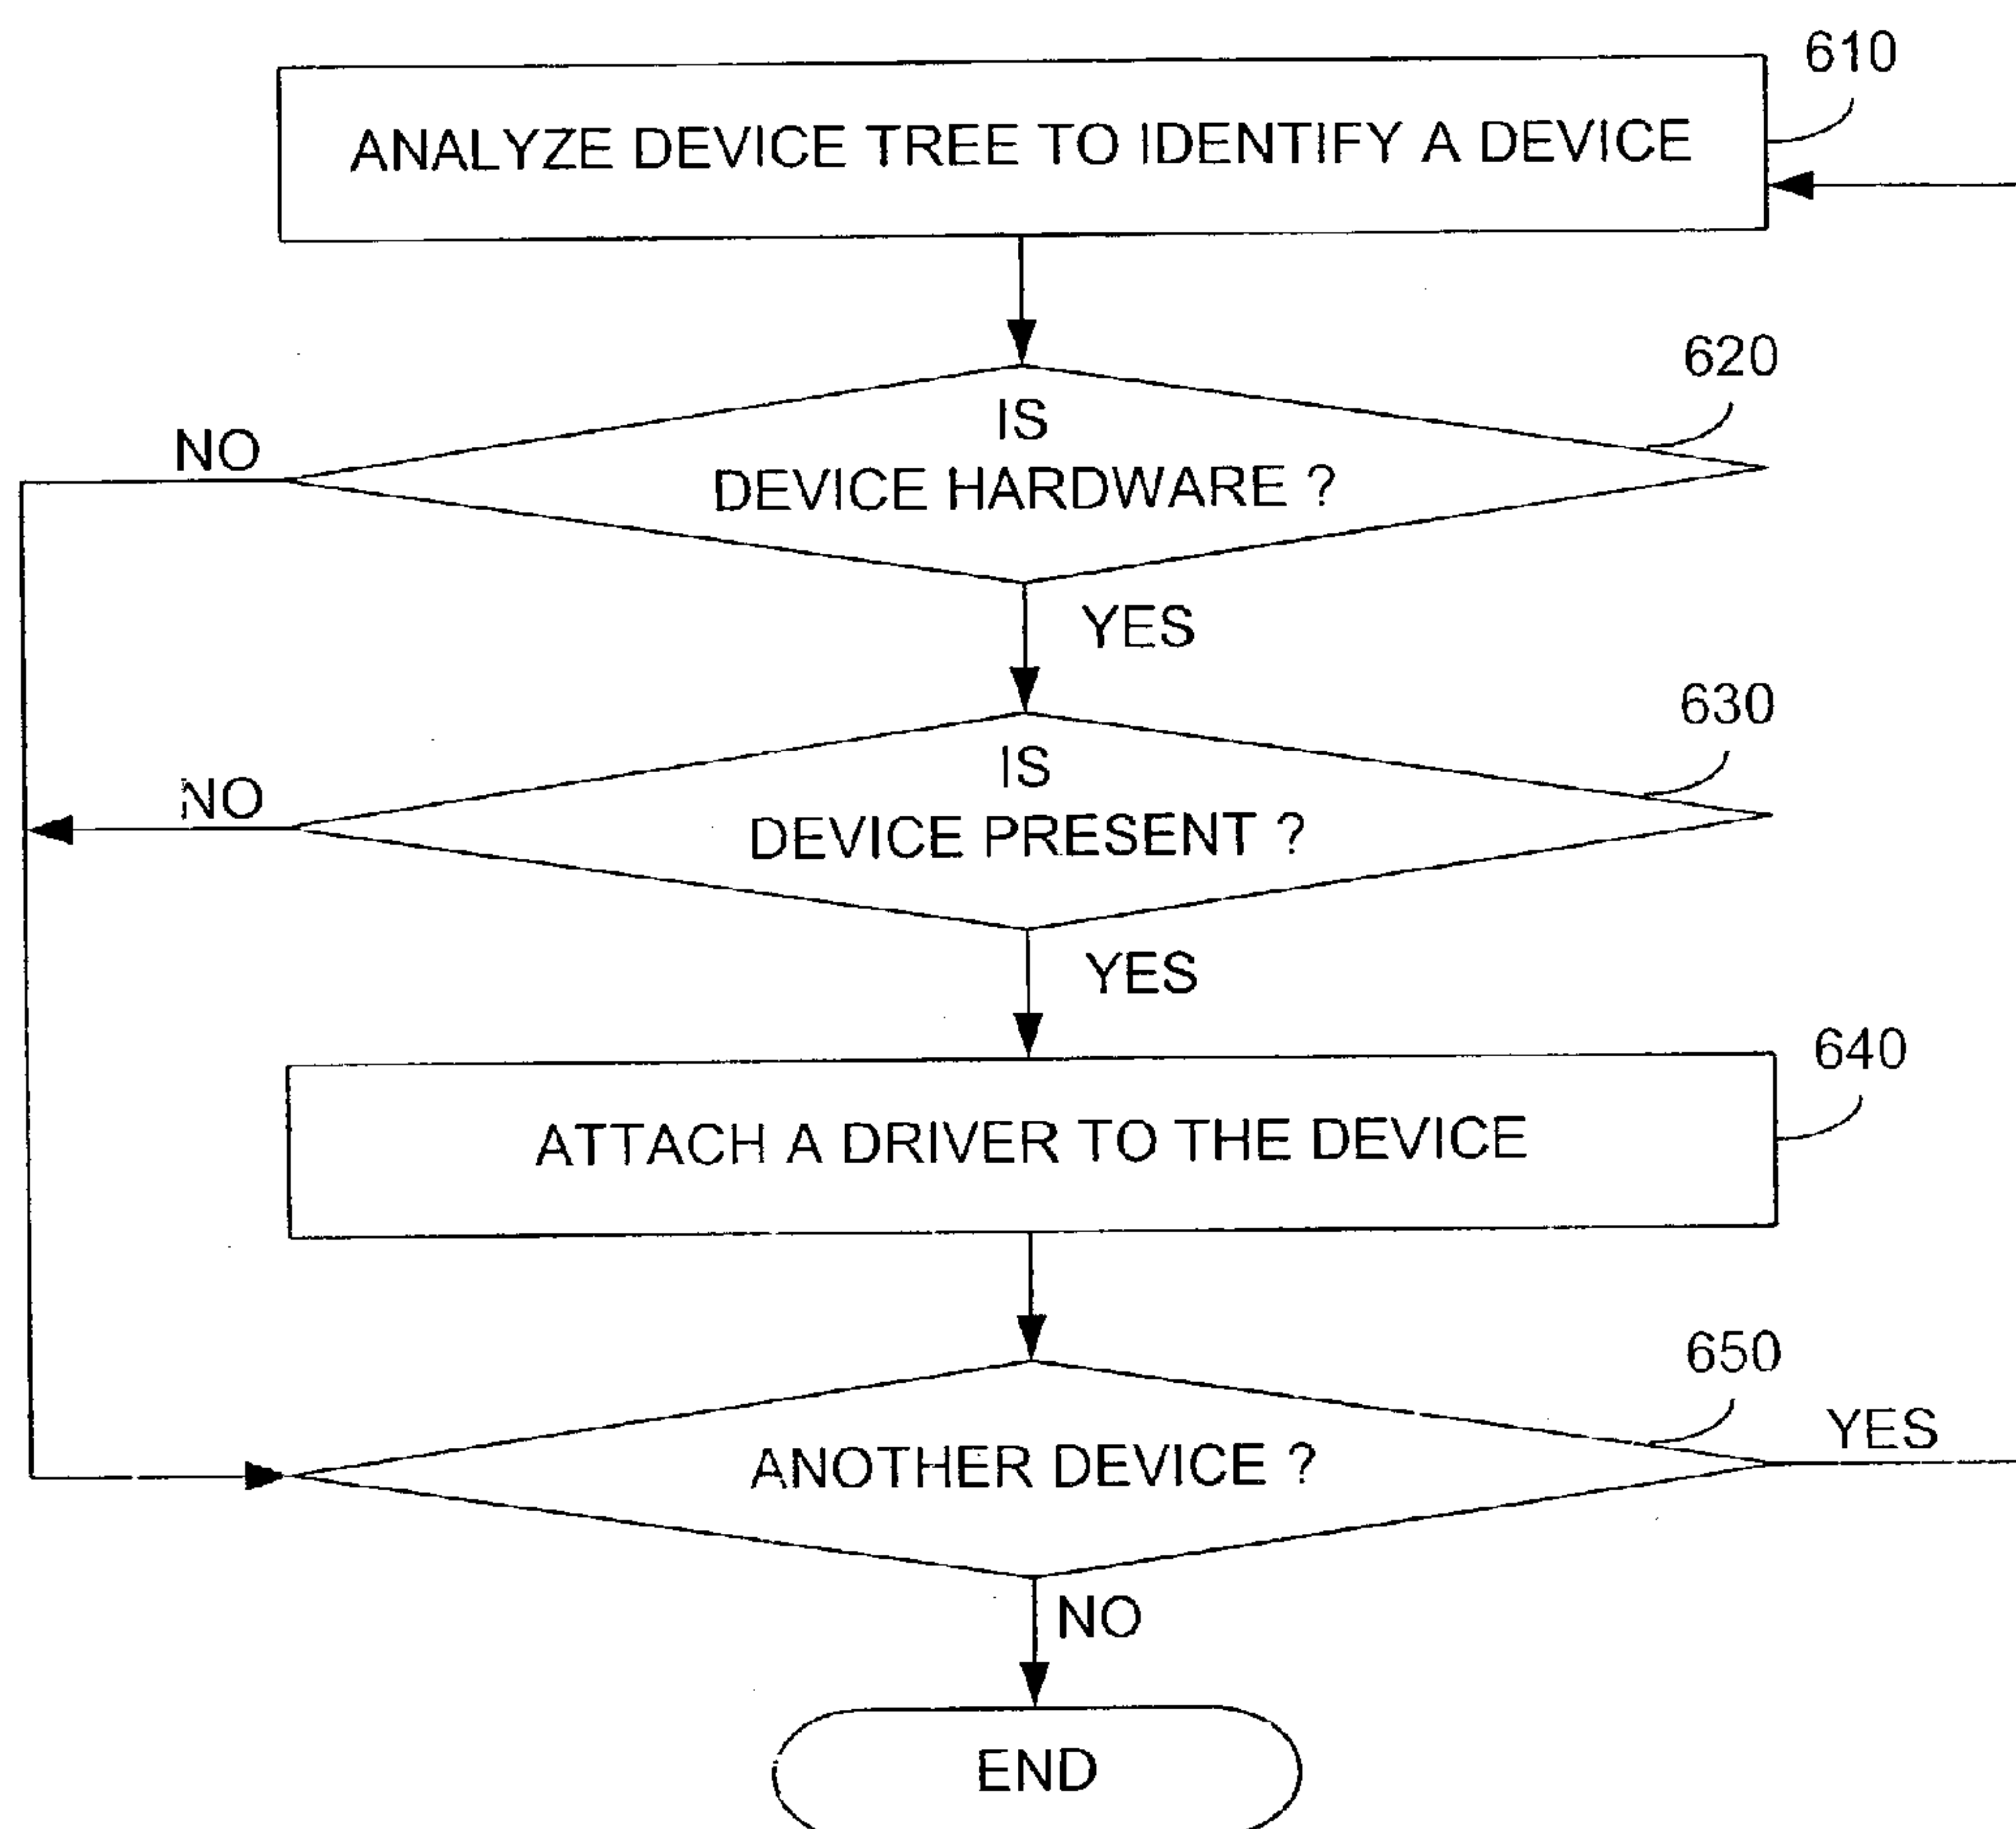 610
ANALYZE DEVICE TREE TO IDENTIFY A DEVICE
620
IS
DEVICE HARDWARE ?
NO
YES
630
IS
DEVICE PRESENT ?
NO
YES
640
ATTACH A DRIVER TO THE DEVICE
650
ANOTHER DEVICE ?
YES
NO
END